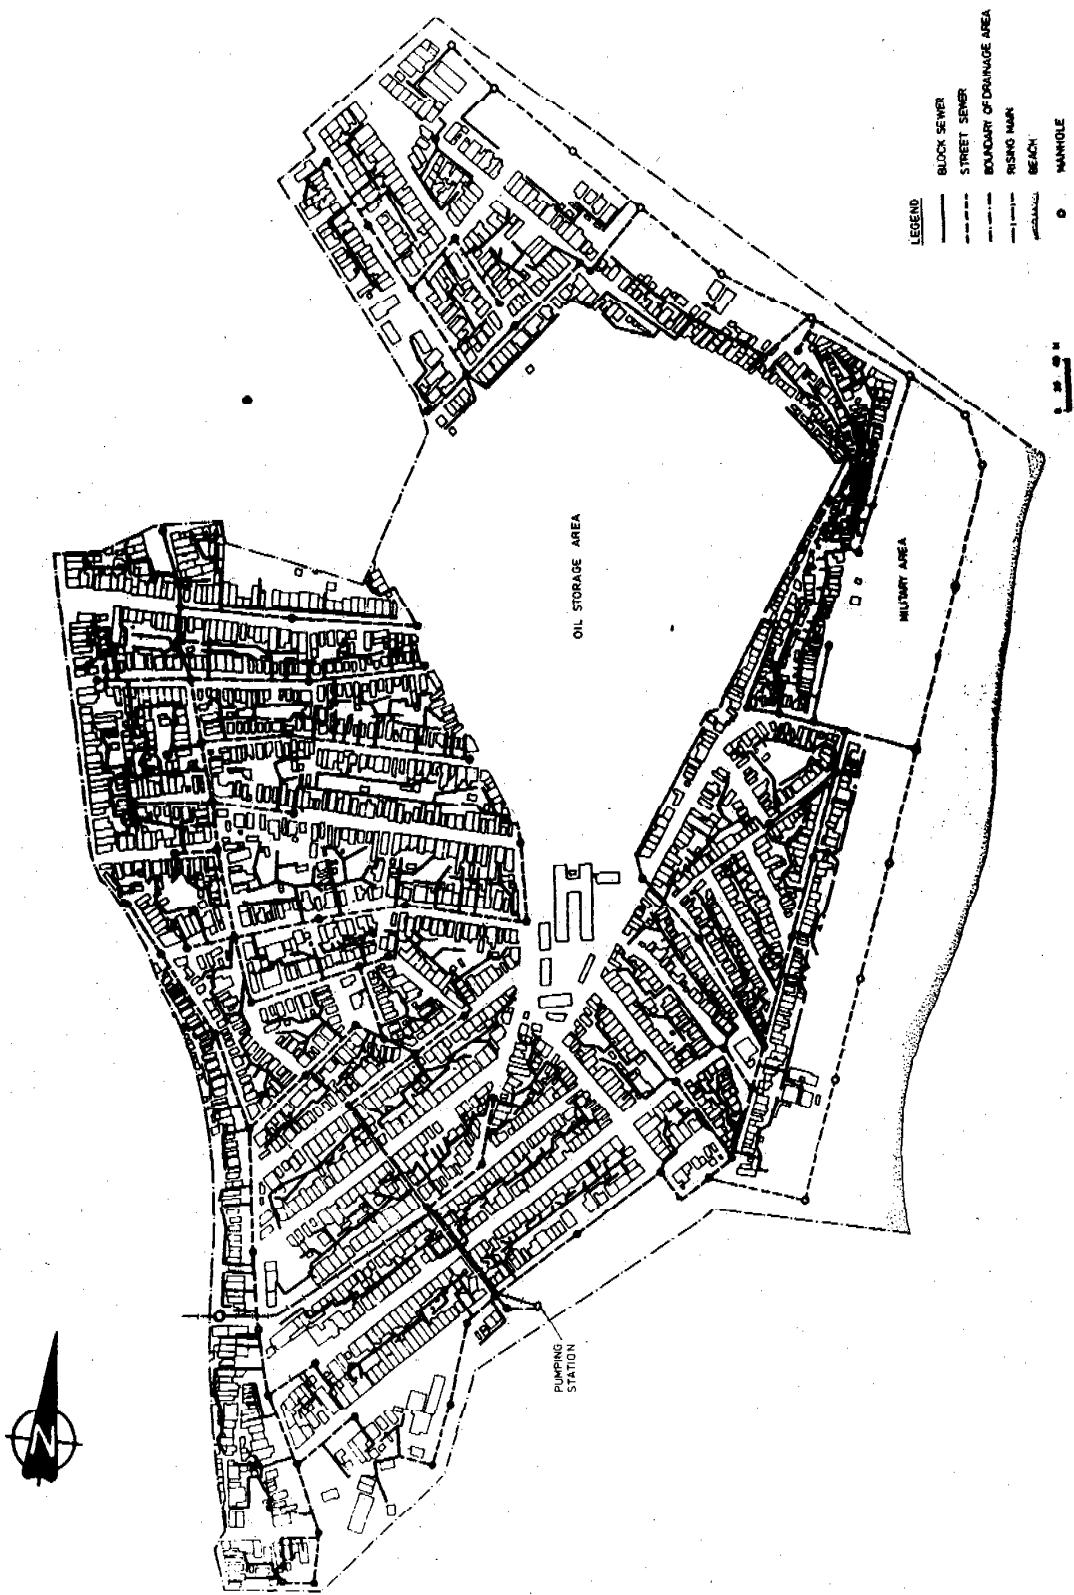 LEGEND
BLOCK SEWER
STREET SEWER
BOUNDARY OF DRAINAGE AREA
RISING MAIN
BEACH
MANHOLE
OIL STORAGE AREA
MILITARY AREA
PUMPING
STATION
N